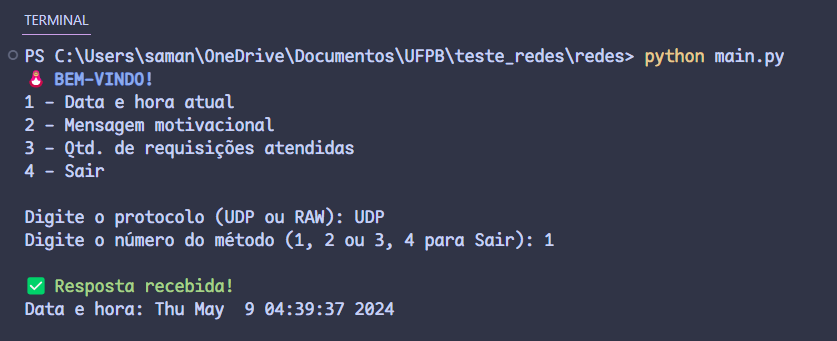 TERMINAL
PS C:\Users\saman\OneDrive\Documentos\UFPB\teste_redes\redes> python main.py
BEM-VINDO!
1 - Data e hora atual
2 - Mensagem motivacional
3 - Qtd. de requisições atendidas
4 - Sair
Digite o protocolo (UDP ou RAW): UDP
Digite o número do método (1, 2 ou 3, 4 para Sair): 1
✅ Resposta recebida!
Data e hora: Thu May  9 04:39:37 2024